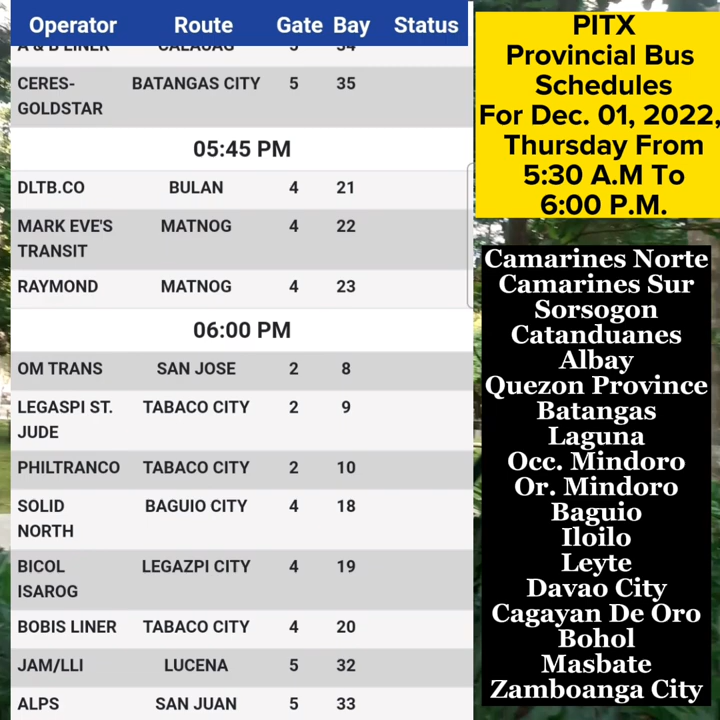 Operator Route Gate Bay Status
A & B LINER CALAUAG 5 34
CERES- BATANGAS CITY 5 35
GOLDSTAR
05:45 PM
DLTB.CO BULAN 4 21
MARK EVE'S MATNOG 4 22
TRANSIT
RAYMOND MATNOG 4 23
06:00 PM
OM TRANS SAN JOSE 2 8
LEGASPI ST. TABACO CITY 2 9
JUDE
PHILTRANCO TABACO CITY 2 10
SOLID BAGUIO CITY 4 18
NORTH
BICOL LEGAZPI CITY 4 19
ISAROG
BOBIS LINER TABACO CITY 4 20
JAM/LLI LUCENA 5 32
ALPS SAN JUAN 5 33
PITX
Provincial Bus
Schedules
For Dec. 01, 2022,
Thursday From
5:30 A.M To
6:00 P.M.
Camarines Norte
Camarines Sur
Sorsogon
Catanduanes
Albay
Quezon Province
Batangas
Laguna
Occ. Mindoro
Or. Mindoro
Baguio
Iloilo
Leyte
Davao City
Cagayan De Oro
Bohol
Masbate
Zamboanga City